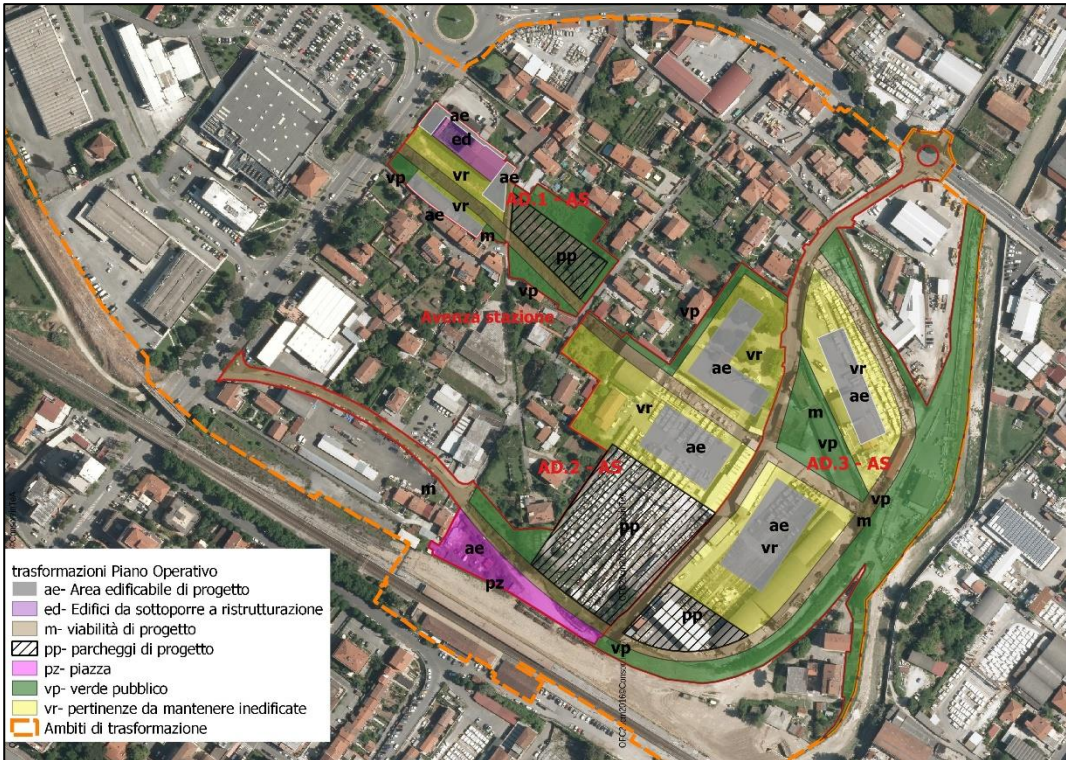 ae
ed
vr
vp
ae
ae
vr
AD.1 - AS
m
pp
vp
Avenza stazione
vp
vr
ae
vr
ae
m
vr
ae
vp
AD.2 - AS
AD.3 - AS
m
vp
pp
ae
m
vr
ae
pz
pp
vp
trasformazioni Piano Operativo
ae- Area edificabile di progetto
ed- Edifici da sottoporre a ristrutturazione
m- viabilità di progetto
pp- parcheggi di progetto
pz- piazza
vp- verde pubblico
vr- pertinenze da mantenere inedificate
Ambiti di trasformazione